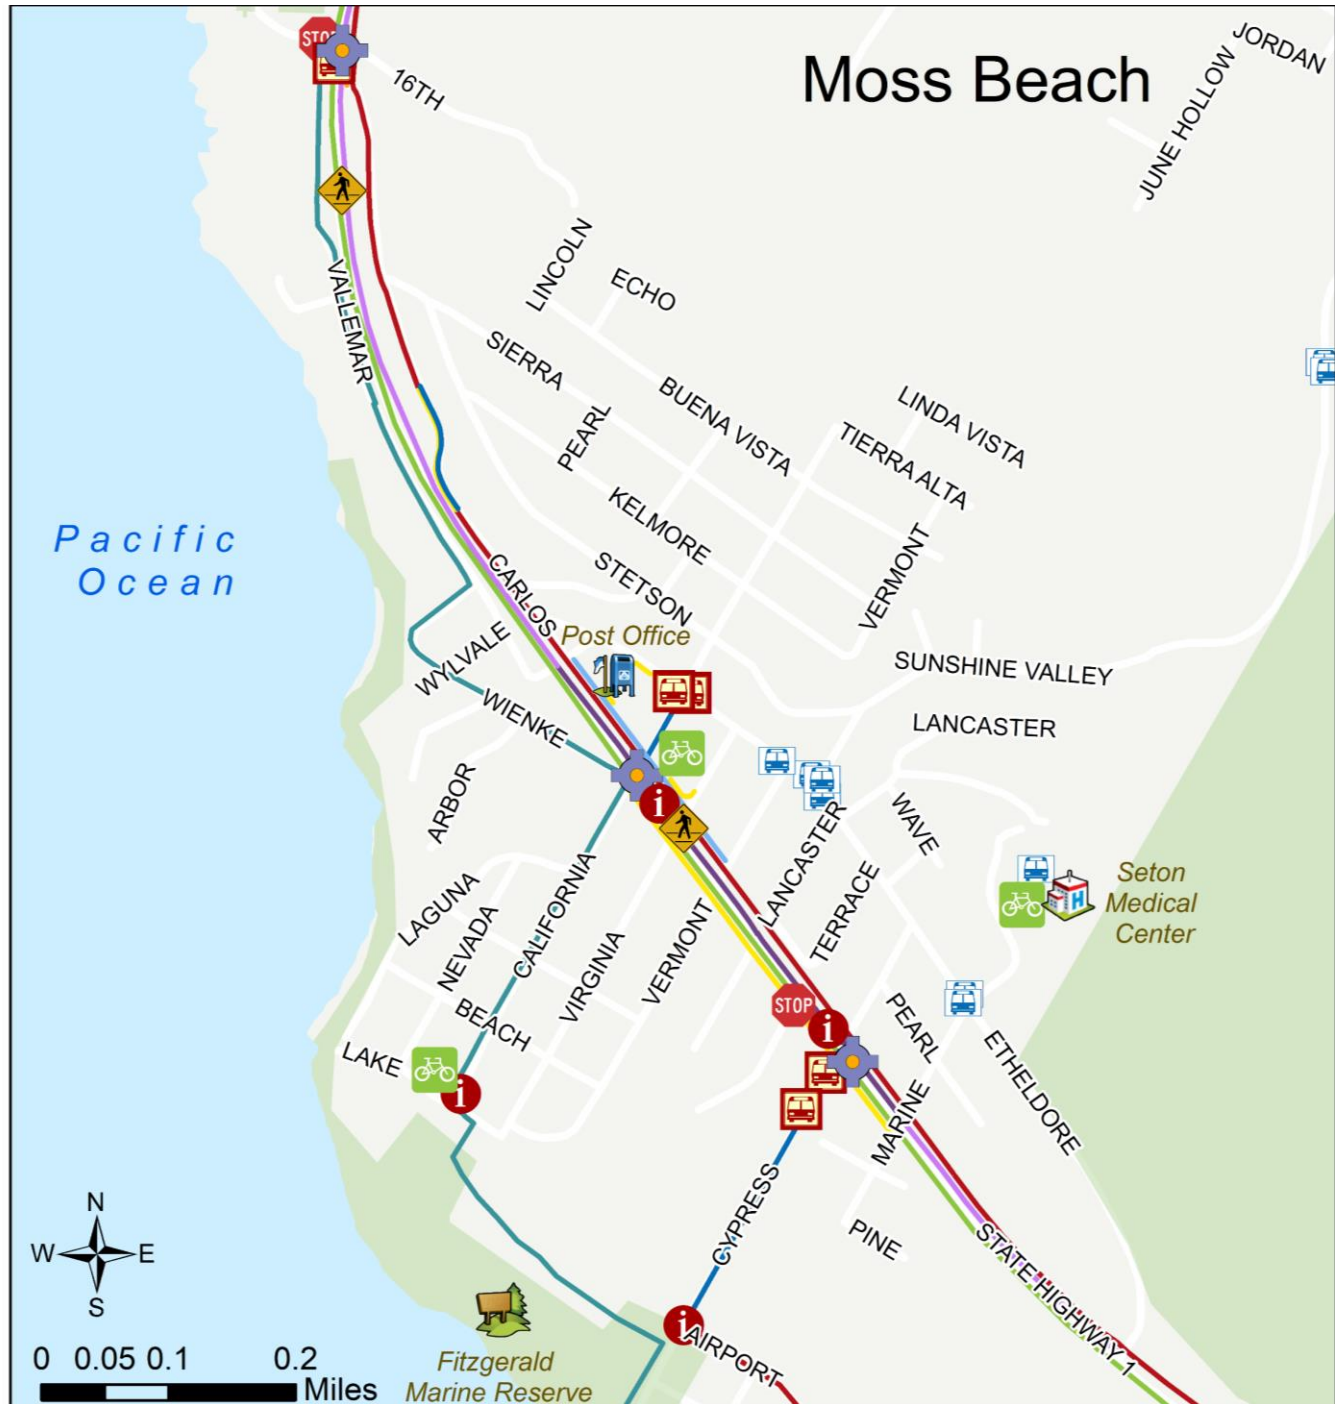 STOP
16TH
Moss Beach
JORDAN
JUNE HOLLOW
VALLEMAR
LINCOLN
ECHO
SIERRA
PEARL
BUENA VISTA
LINDA VISTA
TIERRA ALTA
KELMORE
VERMONT
Pacific
Ocean
CARLOS
STETSON
Post Office
WYLVALE
WIENKE
SUNSHINE VALLEY
LANCASTER
ARBOR
i
WAVE
LANCASTER
TERRACE
H
Seton
Medical
Center
LAGUNA
NEVADA
CALIFORNIA
VIRGINIA
VERMONT
BEACH
LAKE
i
STOP
i
PEARL
MARINE
ETHELDORE
CYPRESS
PINE
STATE HIGHWAY 1
N
W
E
S
i
AIRPORT
Fitzgerald
Marine Reserve
0 0.05 0.1 0.2
Miles